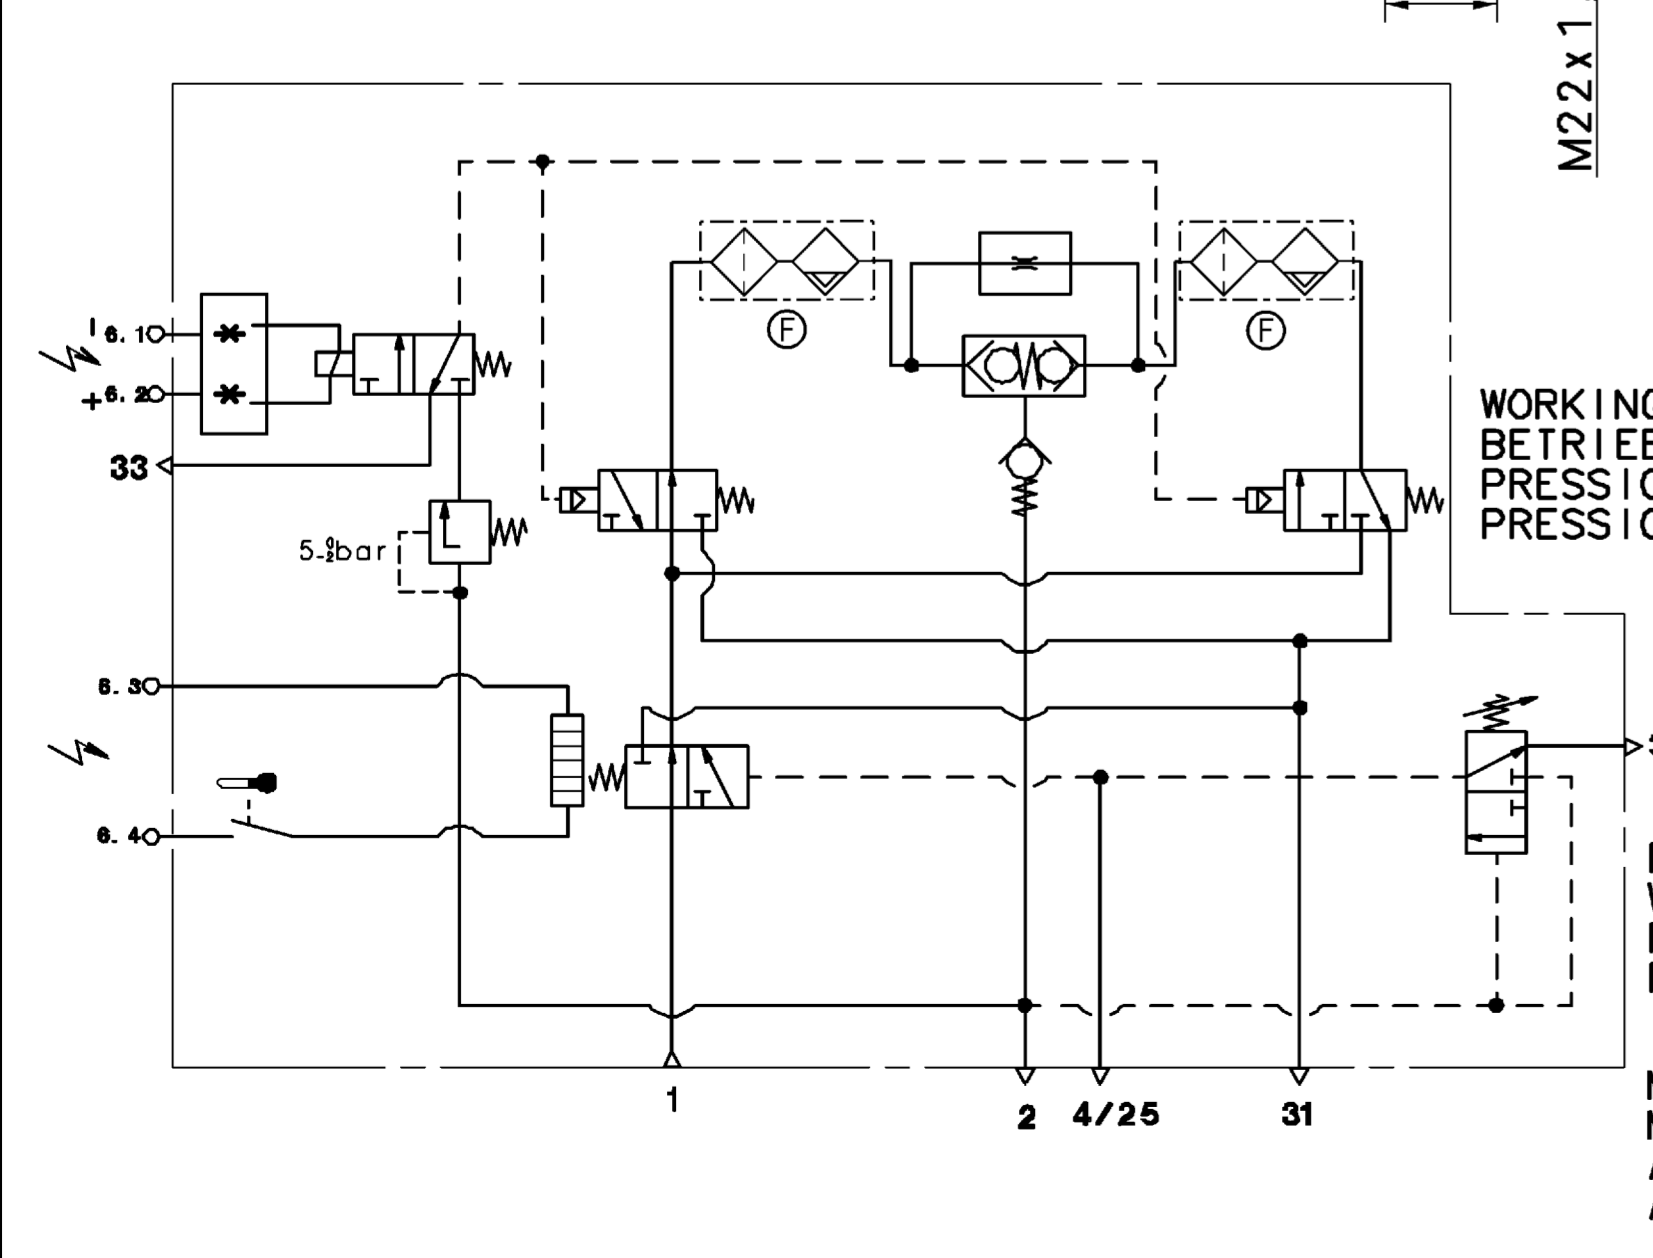 M22x1
F
F
- 6.1
+6.2
WORKING
BETRIEB
PRESSIO
PRESSIO
33
5-0/2bar
6.3
6.4
1
2
4/25
31